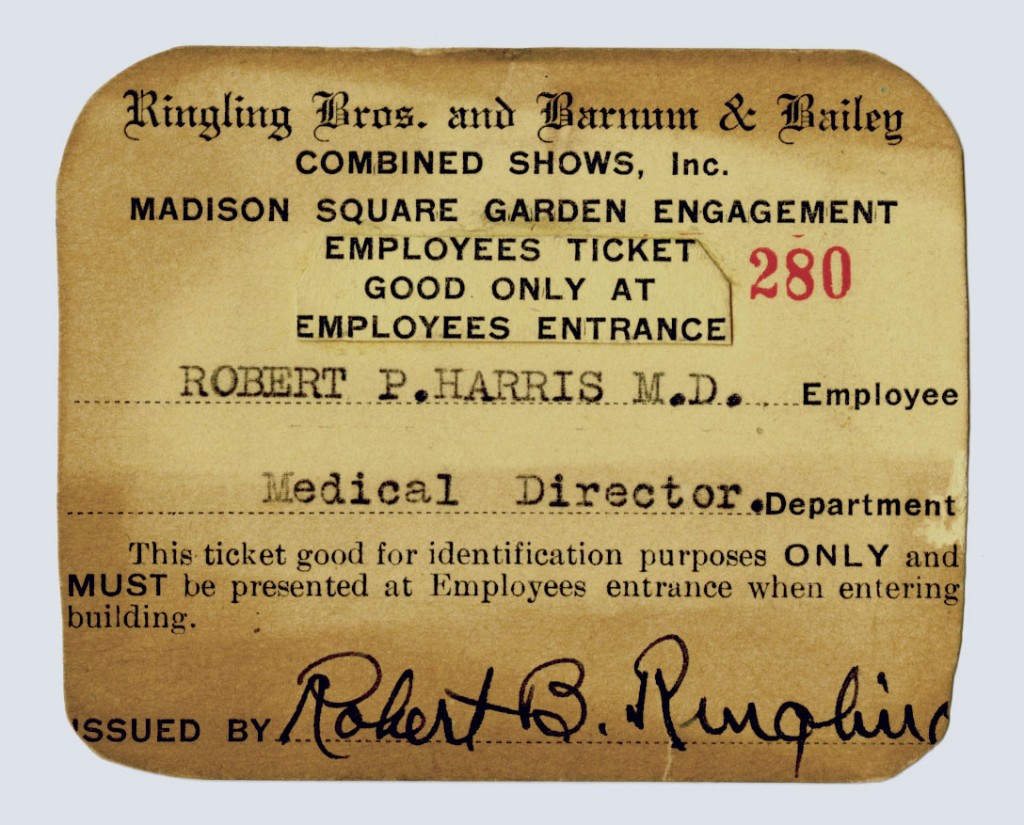 Ringling Bros. and Barnum & Bailey
COMBINED SHOWS, Inc.
MADISON SQUARE GARDEN ENGAGEMENT
EMPLOYEES TICKET
280
GOOD ONLY AT
EMPLOYEES ENTRANCE
ROBERT P.HARRIS M.D. Employee
Medical Director. Department
This ticket good for identification purposes ONLY and
MUST be presented at Employees entrance when entering
building.
ISSUED BY Robert B. Ringling